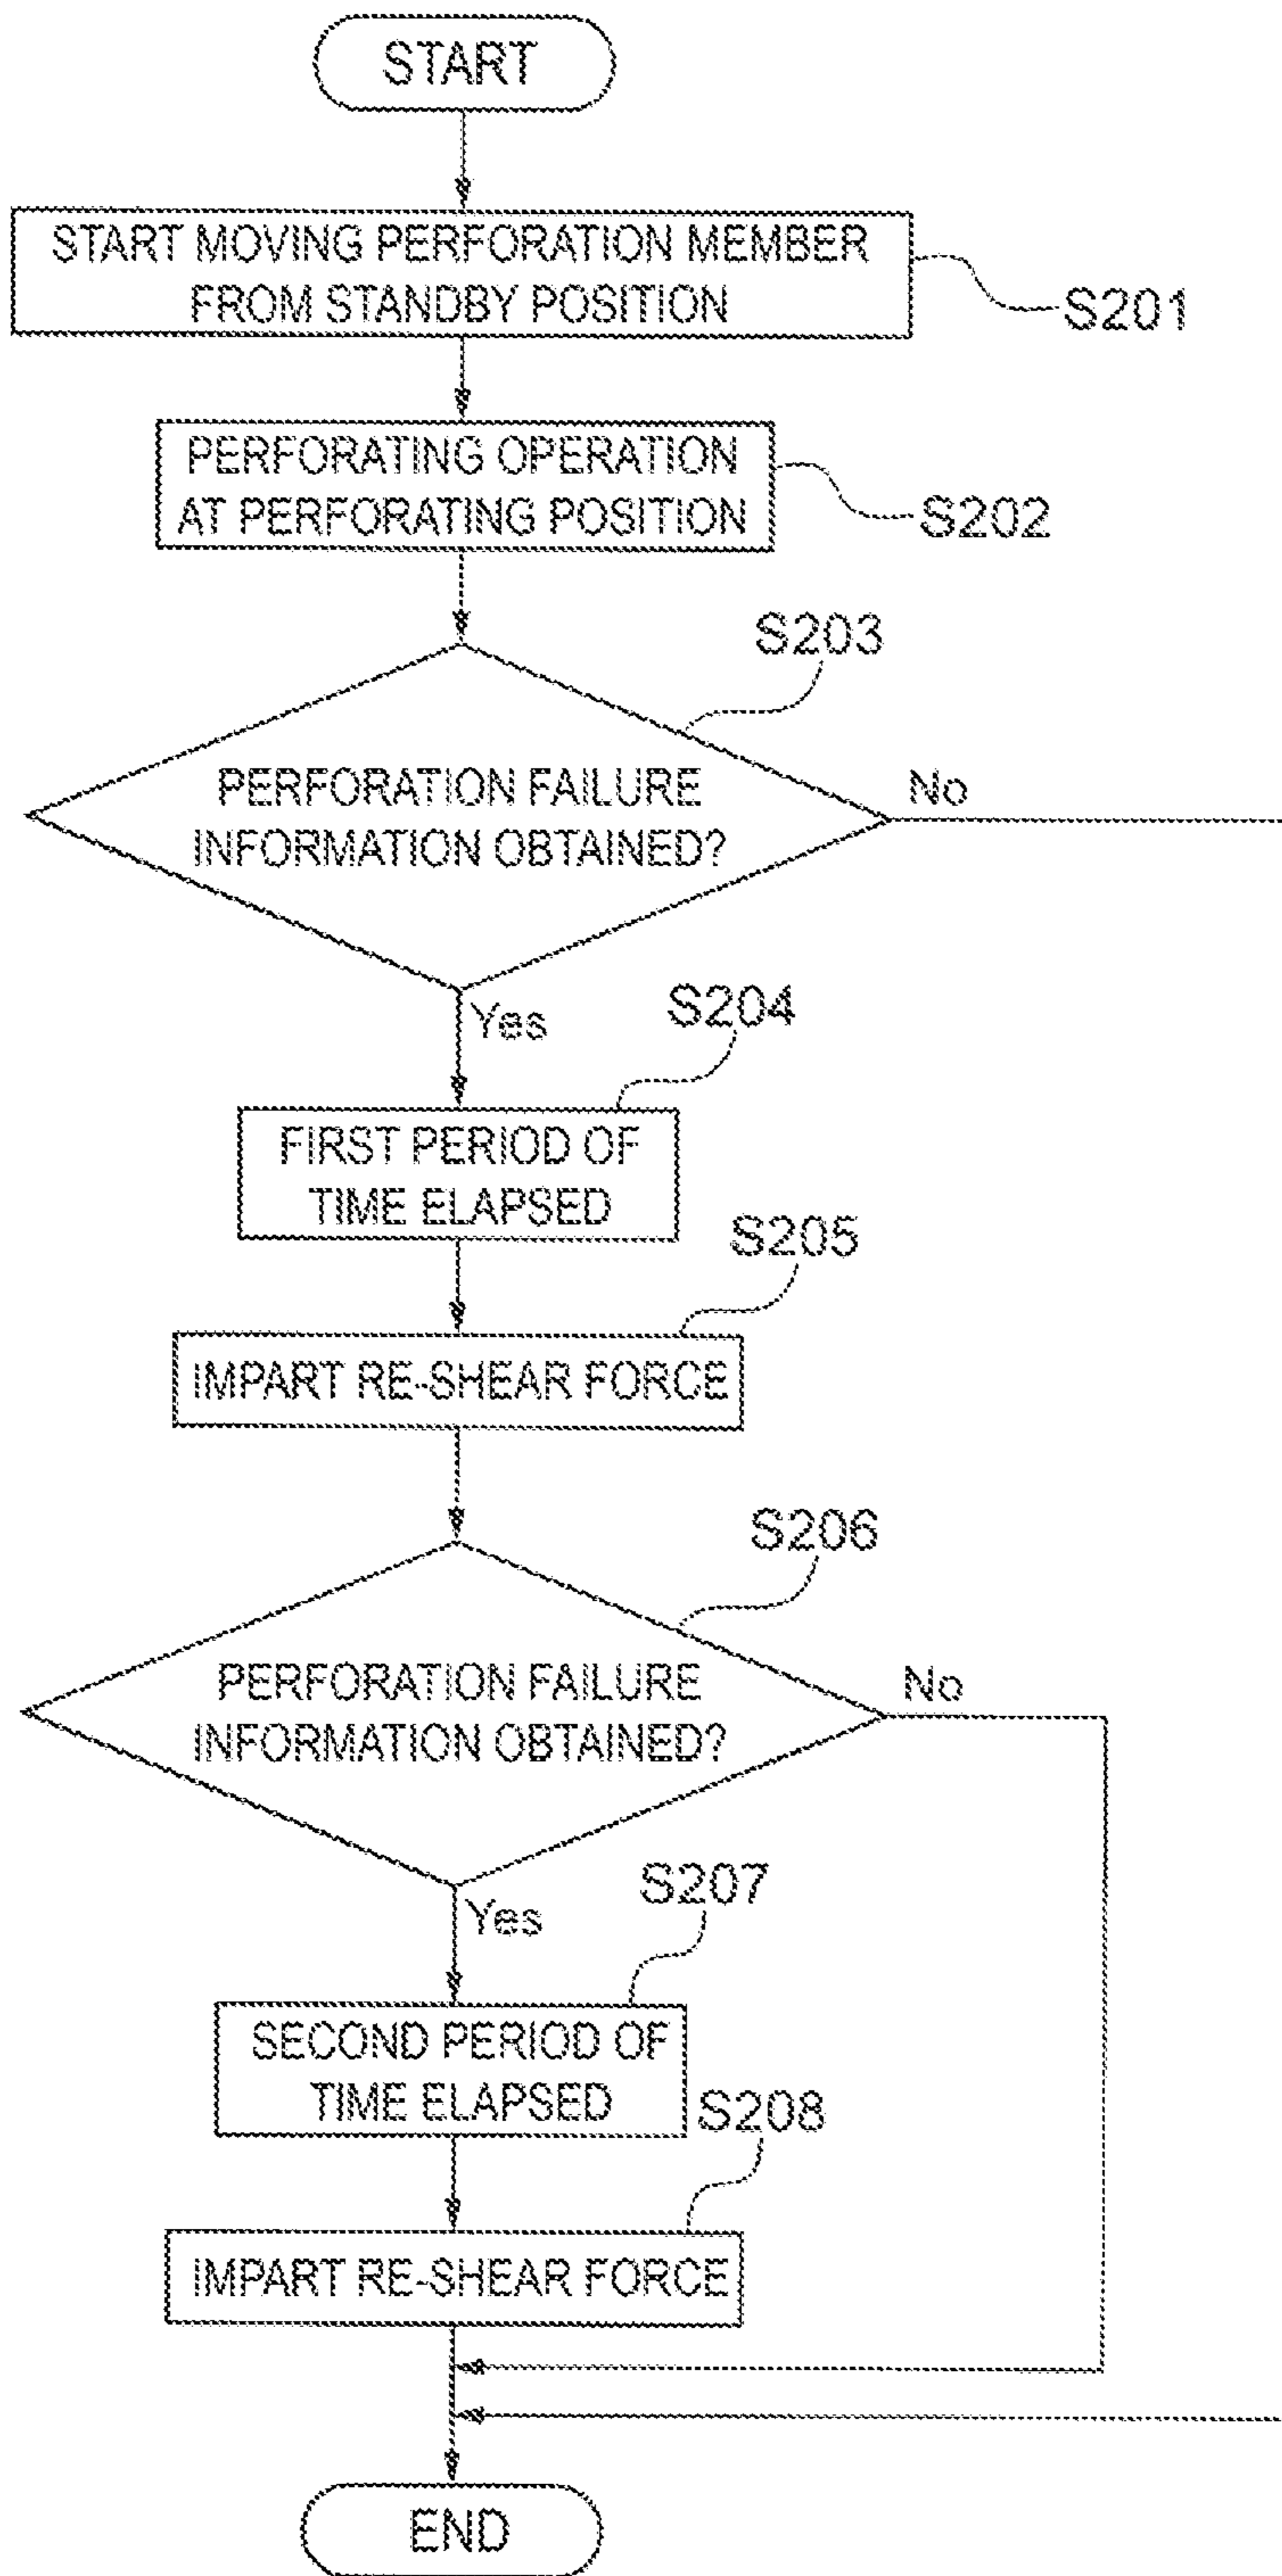 START
START MOVING PERFORATION MEMBER
FROM STANDBY POSITION
S201
PERFORATING OPERATION
AT PERFORATING POSITION
S202
S203
PERFORATION FAILURE
INFORMATION OBTAINED?
No
Yes
S204
FIRST PERIOD OF
TIME ELAPSED
S205
IMPART RE-SHEAR FORCE
S206
PERFORATION FAILURE
INFORMATION OBTAINED?
No
Yes
S207
SECOND PERIOD OF
TIME ELAPSED
S208
IMPART RE-SHEAR FORCE
END